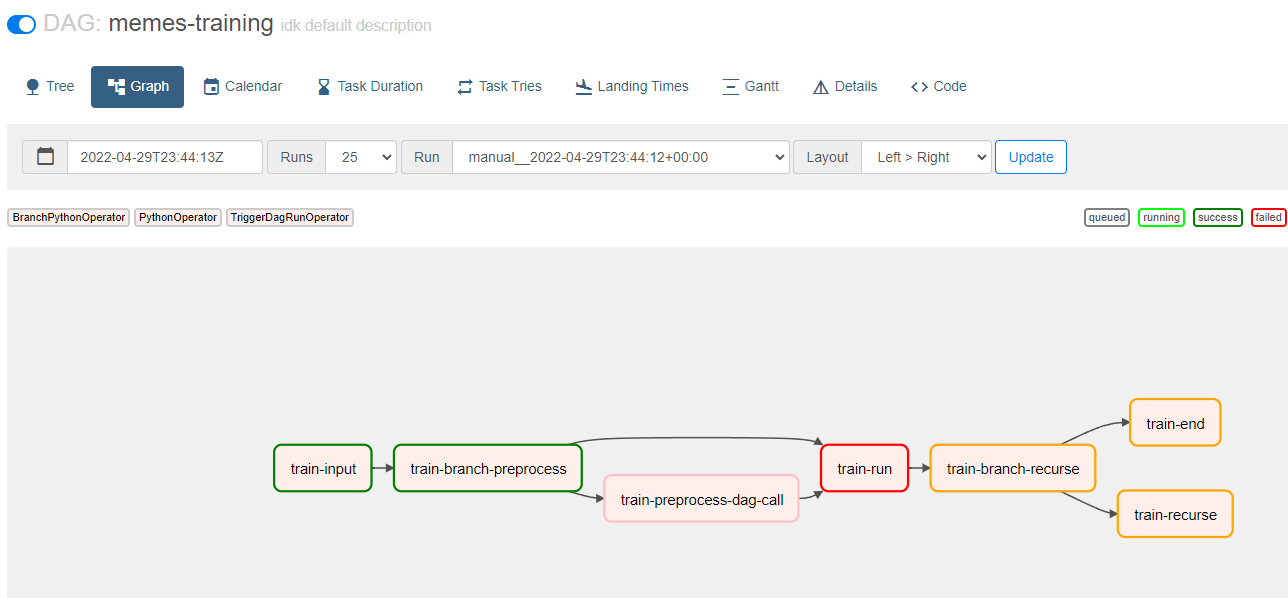 DAG: memes-training idk default description
Tree Graph Calendar Task Duration Task Tries Landing Times Gantt Details Code
2022-04-29T23:44:13Z Runs 25 Run manual__2022-04-29T23:44:12+00:00 Layout Left > Right Update
BranchPythonOperator PythonOperator TriggerDagRunOperator queued running success failed
train-end
train-input train-branch-preprocess train-run train-branch-recurse
train-preprocess-dag-call
train-recurse